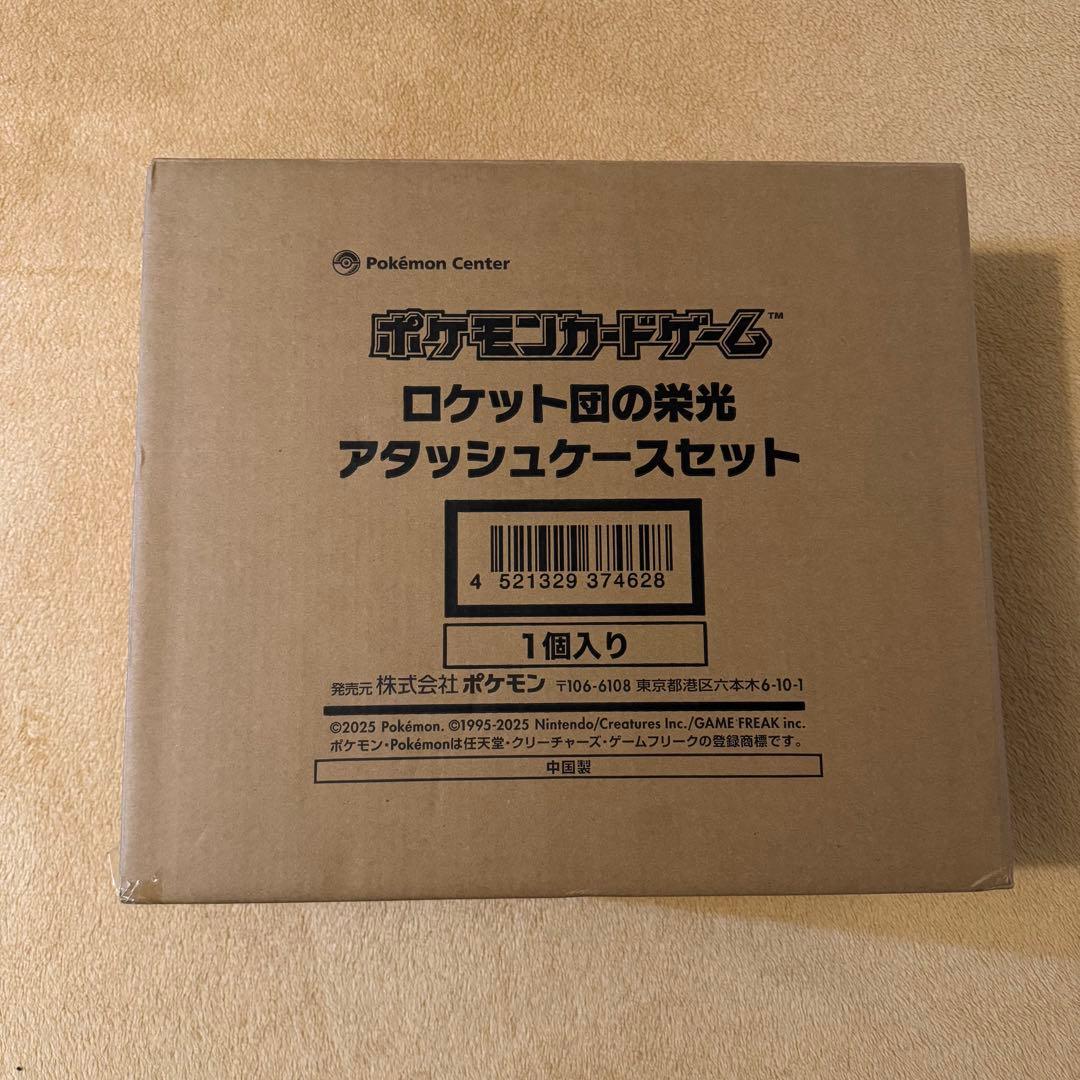 Pokémon Center
ポケモンカードゲーム™
ロケット団の栄光
アタッシュケースセット
4 521329 374628
1個入り
発売元 株式会社 ポケモン 〒106-6108 東京都港区六本木6-10-1
©2025 Pokémon. ©1995-2025 Nintendo/Creatures Inc./GAME FREAK inc.
ポケモン・Pokémonは任天堂・クリーチャーズ・ゲームフリークの登録商標です。
中国製